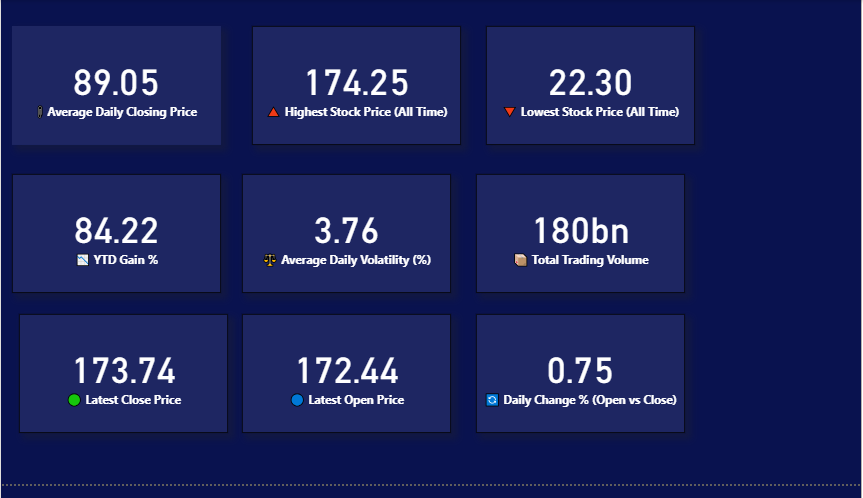 89.05
Average Daily Closing Price
174.25
🔺 Highest Stock Price (All Time)
22.30
🔻 Lowest Stock Price (All Time)
84.22
📉 YTD Gain %
3.76
⚖ Average Daily Volatility (%)
180bn
📦 Total Trading Volume
173.74
🟢 Latest Close Price
172.44
🔵 Latest Open Price
0.75
🔄 Daily Change % (Open vs Close)